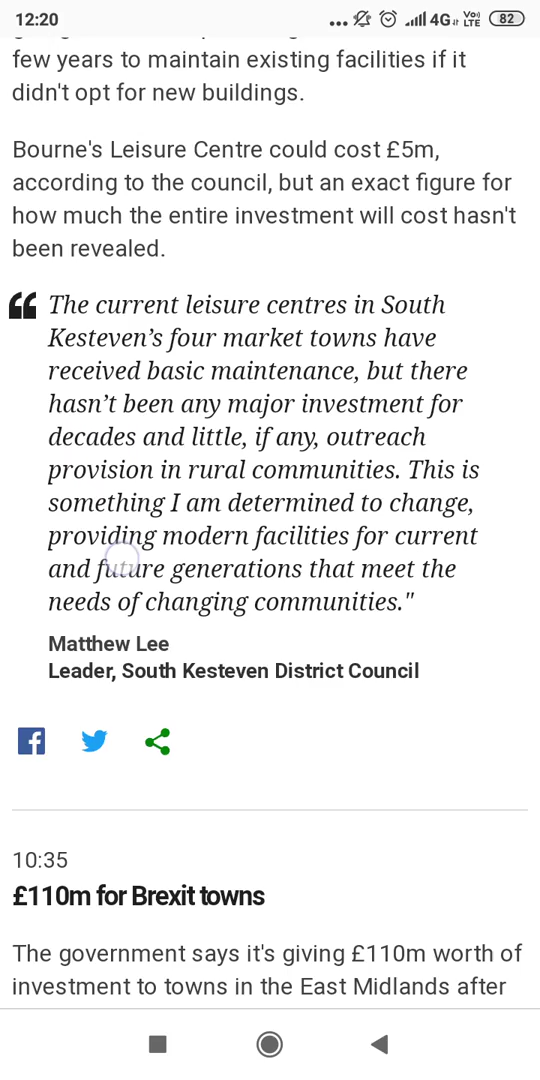 12:20
4G
Vo)
LTE
82
few years to maintain existing facilities if it
didn't opt for new buildings.
Bourne's Leisure Centre could cost £5m,
according to the council, but an exact figure for
how much the entire investment will cost hasn't
been revealed.
“The current leisure centres in South
Kesteven’s four market towns have
received basic maintenance, but there
hasn’t been any major investment for
decades and little, if any, outreach
provision in rural communities. This is
something I am determined to change,
providing modern facilities for current
and future generations that meet the
needs of changing communities."
Matthew Lee
Leader, South Kesteven District Council
10:35
£110m for Brexit towns
The government says it's giving £110m worth of
investment to towns in the East Midlands after